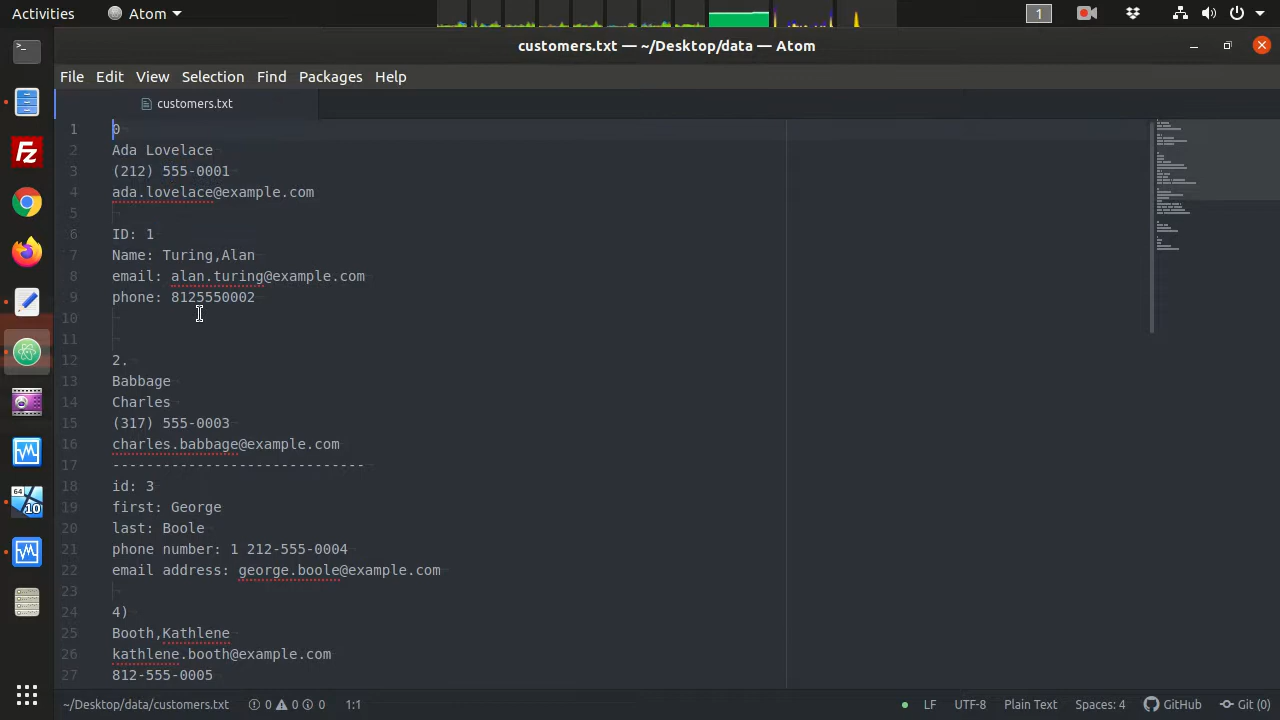 Activities
Atom
1
customers.txt — ~/Desktop/data — Atom
File Edit View Selection Find Packages Help
customers.txt
1 0
2 Ada Lovelace
3 (212) 555-0001
4 ada.lovelace@example.com
5
6 ID: 1
7 Name: Turing,Alan
8 email: alan.turing@example.com
9 phone: 8125550002
10
11
12 2.
13 Babbage
14 Charles
15 (317) 555-0003
16 charles.babbage@example.com
17 ------------------------------
18 id: 3
19 first: George
20 last: Boole
21 phone number: 1 212-555-0004
22 email address: george.boole@example.com
23
24 4)
25 Booth,Kathlene
26 kathlene.booth@example.com
27 812-555-0005
~/Desktop/data/customers.txt 0 0 0 1:1 LF UTF-8 Plain Text Spaces: 4 GitHub Git (0)
Fz
64
10